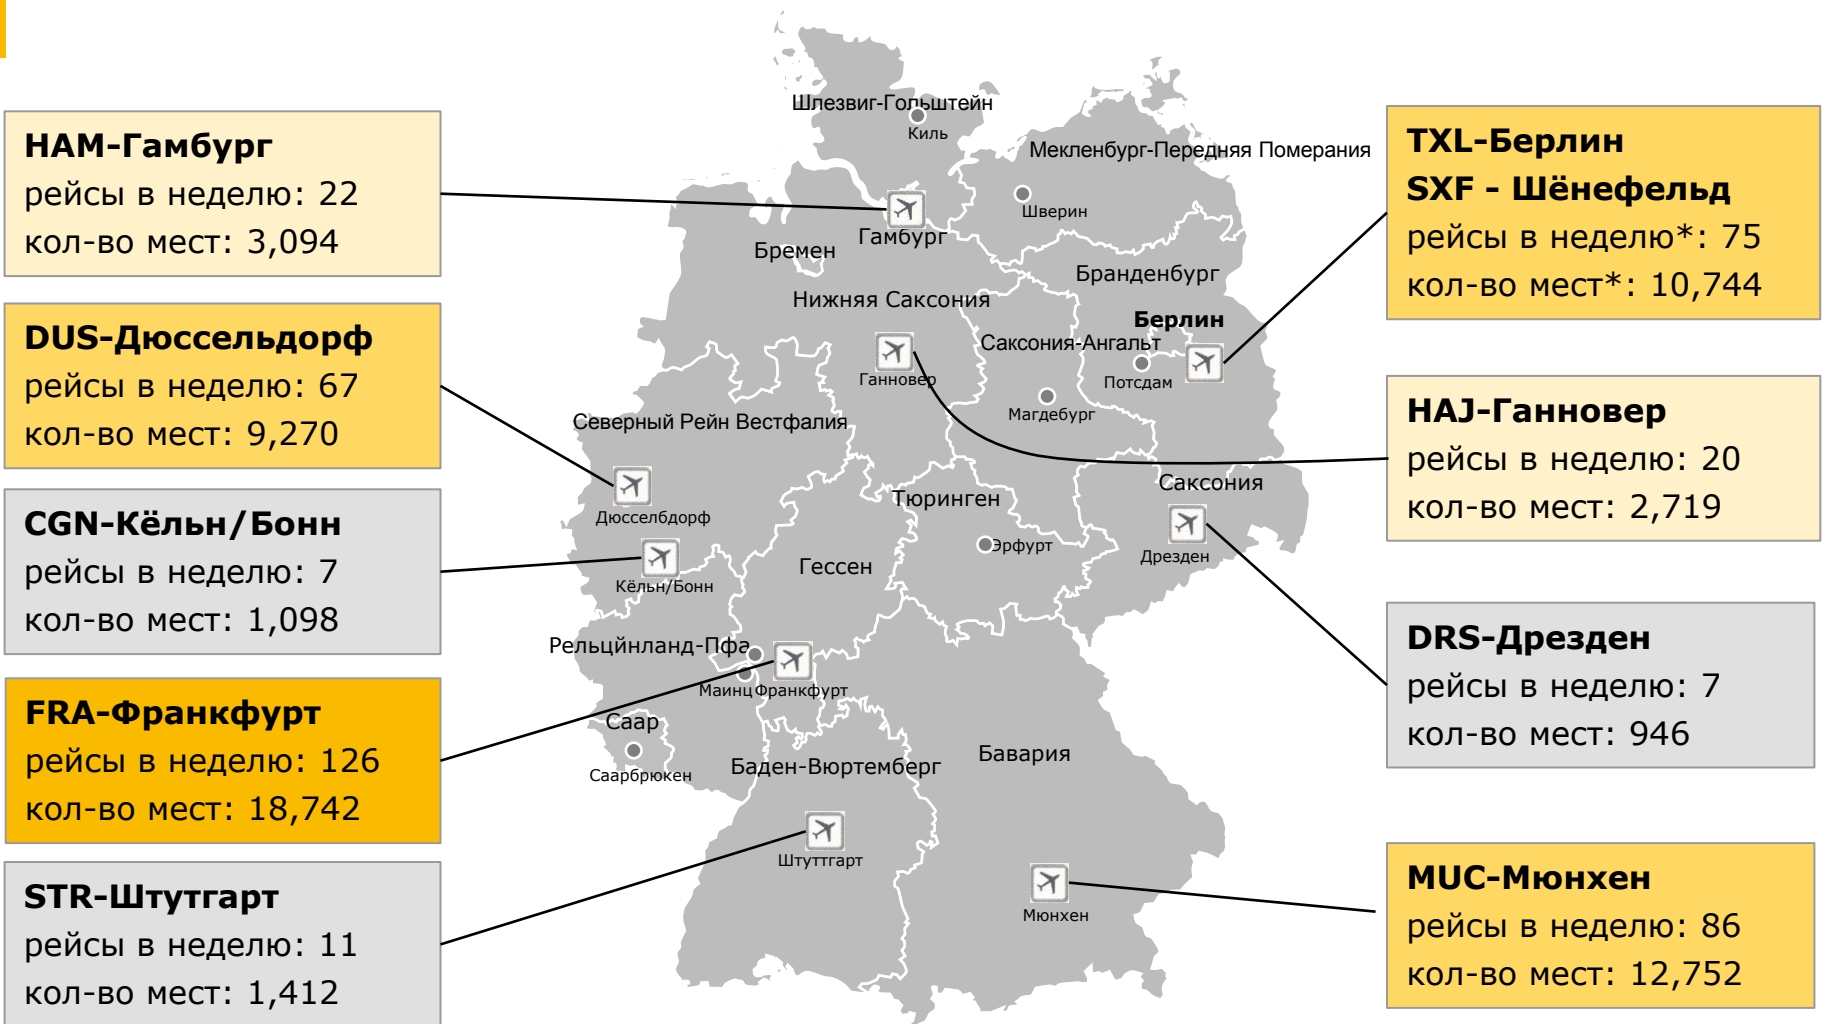 HAM-Гамбург
рейсы в неделю: 22
кол-во мест: 3,094
DUS-Дюссельдорф
рейсы в неделю: 67
кол-во мест: 9,270
CGN-Кёльн/Бонн
рейсы в неделю: 7
кол-во мест: 1,098
FRA-Франкфурт
рейсы в неделю: 126
кол-во мест: 18,742
STR-Штутгарт
рейсы в неделю: 11
кол-во мест: 1,412
Шлезвиг-Гольштейн
Киль
Мекленбург-Передняя Померания
Шверин
Гамбург
Бремен
Бранденбург
Нижняя Саксония
Берлин
Саксония-Ангальт
Ганновер
Потсдам
Магдебург
Северный Рейн Вестфалия
Саксония
Тюринген
Дюсселбдорф
Эрфурт
Дрезден
Гессен
Кёльн/Бонн
Рельцйнланд-Пфа
Маинц
Франкфурт
Саар
Саарбрюкен
Баден-Вюртемберг
Бавария
Штуттгарт
Мюнхен
TXL-Берлин
SXF - Шёнефельд
рейсы в неделю*: 75
кол-во мест*: 10,744
HAJ-Ганновер
рейсы в неделю: 20
кол-во мест: 2,719
DRS-Дрезден
рейсы в неделю: 7
кол-во мест: 946
MUC-Мюнхен
рейсы в неделю: 86
кол-во мест: 12,752